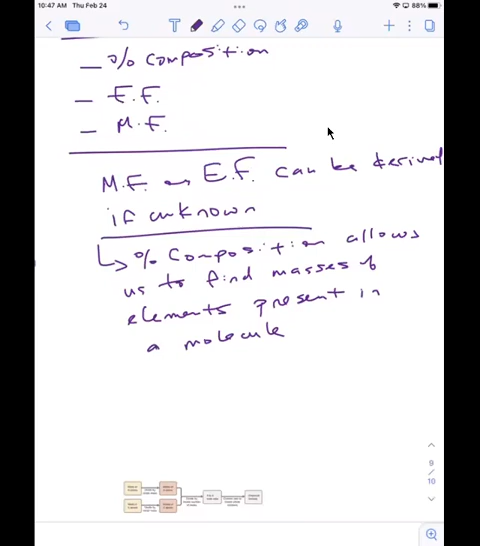 10:47 AM Thu Feb 24
88%
— % Composition
— E.F.
— M.F.
M.F. or E.F. can be derived
if unknown
↳ % Composition allows
us to find masses of
elements present in
a molecule
9
/
10